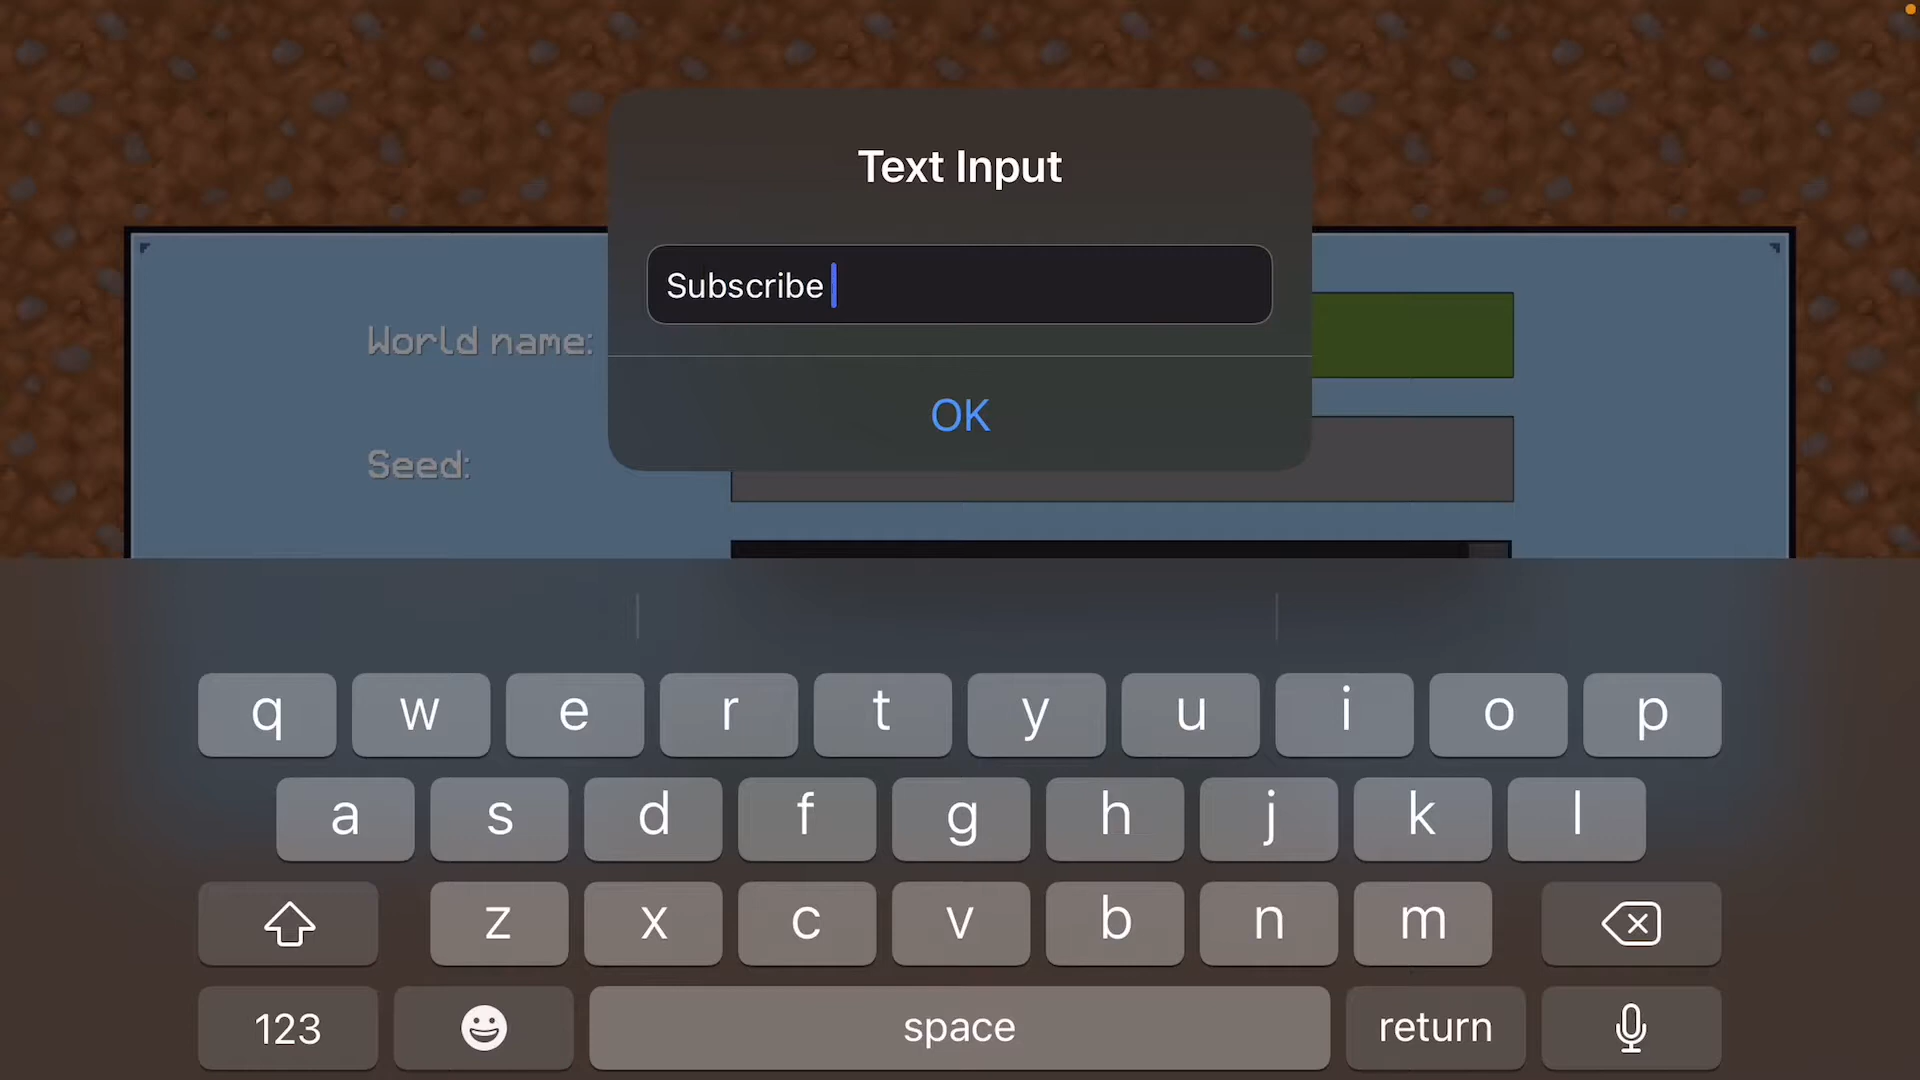 Text Input
Subscribe
World name:
OK
Seed:
q w e r t y u i o p
a s d f g h j k l
z x c v b n m
123 space return